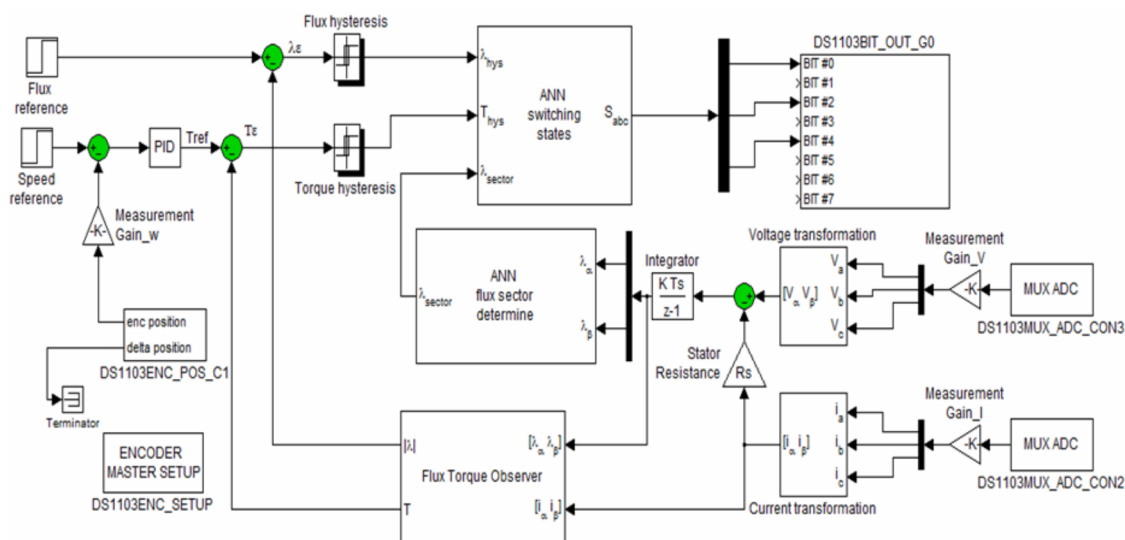 Flux hysteresis
DS1103BIT_OUT_G0
λε
Flux
reference
λhys
Thys
λsector
ANN
switching
states
Sabc
BIT #0
BIT #1
BIT #2
BIT #3
BIT #4
BIT #5
BIT #6
BIT #7
Tε
PID
Tref
Speed
reference
Torque hysteresis
-K-
Measurement
Gain_w
ANN
flux sector
determine
λsector
λα
λβ
Integrator
K Ts
z-1
Voltage transformation
[Vα Vβ]
Va
Vb
Vc
Measurement
Gain_V
-K-
MUX ADC
DS1103MUX_ADC_CON3
enc position
delta position
DS1103ENC_POS_C1
Terminator
Stator
Resistance
Rs
ENCODER
MASTER SETUP
DS1103ENC_SETUP
|λ|
T
Flux Torque Observer
[λα λβ]
[iα iβ]
[iα iβ]
ia
ib
ic
Current transformation
Measurement
Gain_I
-K-
MUX ADC
DS1103MUX_ADC_CON2